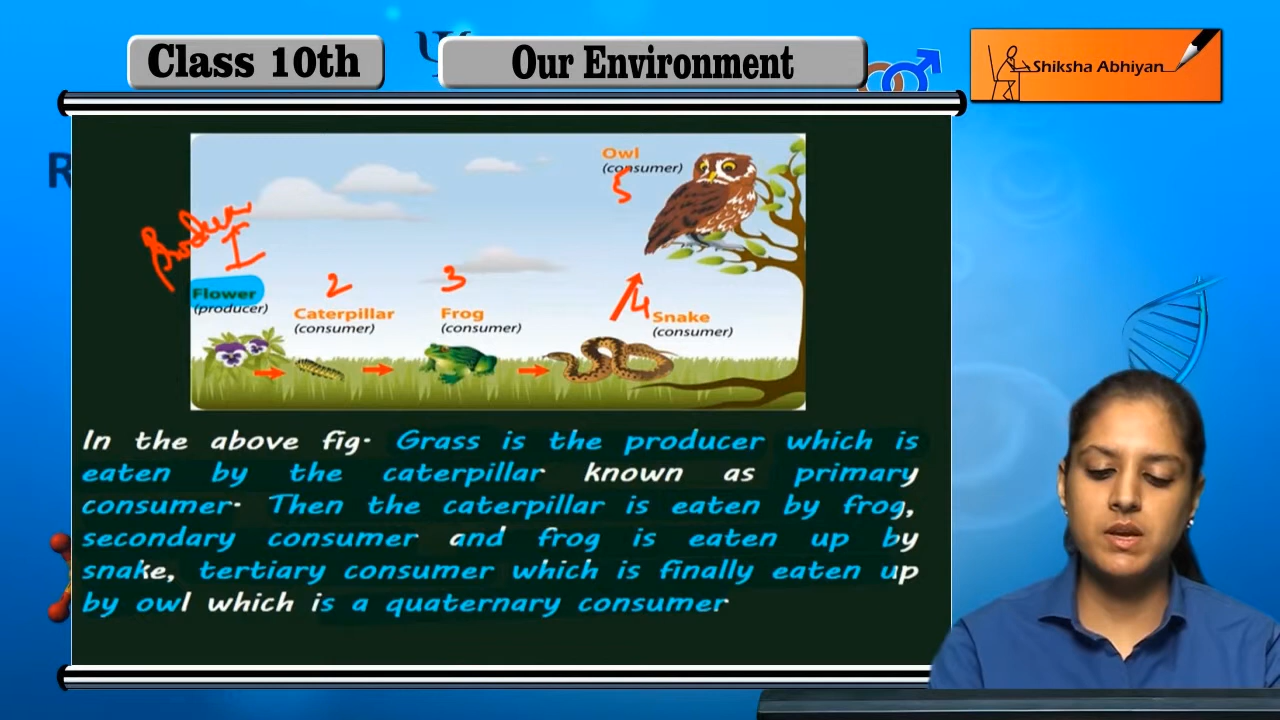 Class 10th
Our Environment
Shiksha Abhiyan
R
Owl
(consumer)
5
Producer
1
Flower
(producer)
2
Caterpillar
(consumer)
3
Frog
(consumer)
4
Snake
(consumer)
In the above fig. Grass is the producer which is
eaten by the caterpillar known as primary
consumer. Then the caterpillar is eaten by frog,
secondary consumer and frog is eaten up by
snake, tertiary consumer which is finally eaten up
by owl which is a quaternary consumer